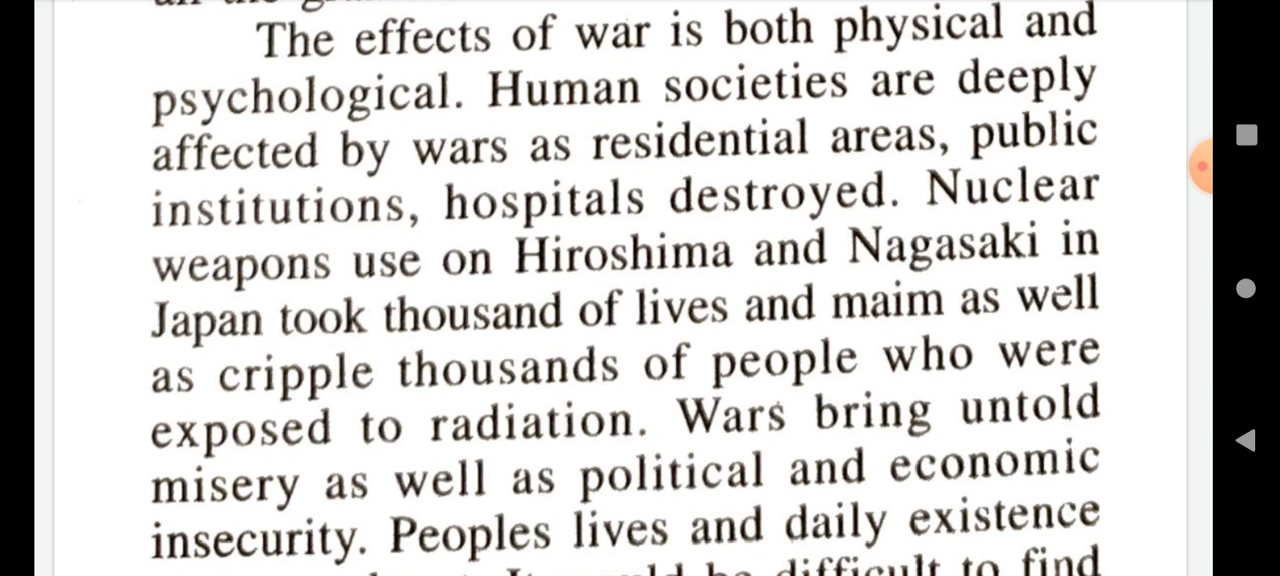 The effects of war is both physical and
psychological. Human societies are deeply
affected by wars as residential areas, public
institutions, hospitals destroyed. Nuclear
weapons use on Hiroshima and Nagasaki in
Japan took thousand of lives and maim as well
as cripple thousands of people who were
exposed to radiation. Wars bring untold
misery as well as political and economic
insecurity. Peoples lives and daily existence
difficult to find